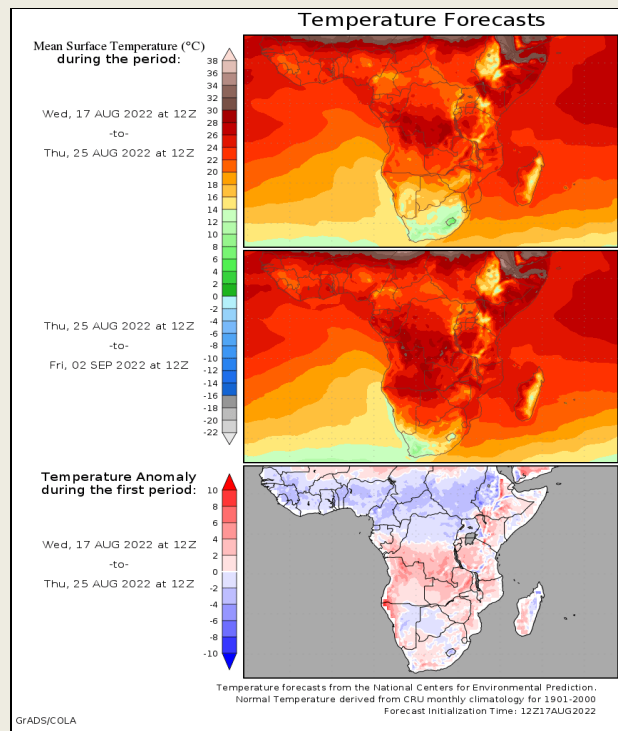 Temperature Forecasts
Mean Surface Temperature (°C)
during the period:
Wed, 17 AUG 2022 at 12Z
-to-
Thu, 25 AUG 2022 at 12Z
38
36
34
32
30
28
26
24
22
20
18
16
14
12
10
8
6
4
2
0
-2
-4
-6
-8
-10
-12
-14
-16
-18
-20
-22
Thu, 25 AUG 2022 at 12Z
-to-
Fri, 02 SEP 2022 at 12Z
Temperature Anomaly
during the first period:
Wed, 17 AUG 2022 at 12Z
-to-
Thu, 25 AUG 2022 at 12Z
10
8
6
4
2
0
-2
-4
-6
-8
-10
Temperature forecasts from the National Centers for Environmental Prediction.
Normal Temperature derived from CRU monthly climatology for 1901-2000
Forecast Initialization Time: 12Z17AUG2022
GrADS/COLA